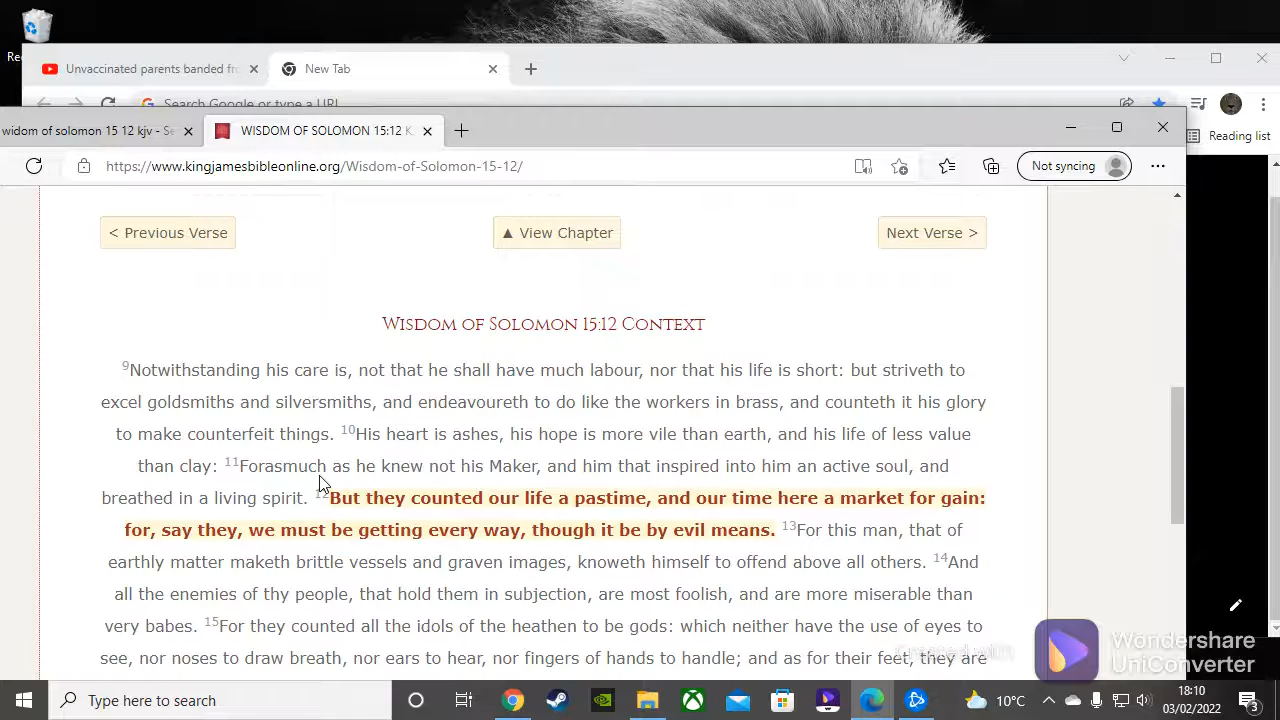 Re
Unvaccinated parents banded fro
New Tab
Search Google or type a URL
widom of solomon 15 12 kjv - Se
WISDOM OF SOLOMON 15:12 K
Reading list
https://www.kingjamesbibleonline.org/Wisdom-of-Solomon-15-12/
Not syncing
< Previous Verse
▲ View Chapter
Next Verse >
Wisdom of Solomon 15:12 Context
9Notwithstanding his care is, not that he shall have much labour, nor that his life is short: but striveth to
excel goldsmiths and silversmiths, and endeavoureth to do like the workers in brass, and counteth it his glory
to make counterfeit things. 10His heart is ashes, his hope is more vile than earth, and his life of less value
than clay: 11Forasmuch as he knew not his Maker, and him that inspired into him an active soul, and
breathed in a living spirit. 12But they counted our life a pastime, and our time here a market for gain:
for, say they, we must be getting every way, though it be by evil means. 13For this man, that of
earthly matter maketh brittle vessels and graven images, knoweth himself to offend above all others. 14And
all the enemies of thy people, that hold them in subjection, are most foolish, and are more miserable than
very babes. 15For they counted all the idols of the heathen to be gods: which neither have the use of eyes to
see, nor noses to draw breath, nor ears to hear, nor fingers of hands to handle; and as for their feet, they are
Created with
Wondershare
UniConverter
Type here to search
10°C
18:10
03/02/2022
3